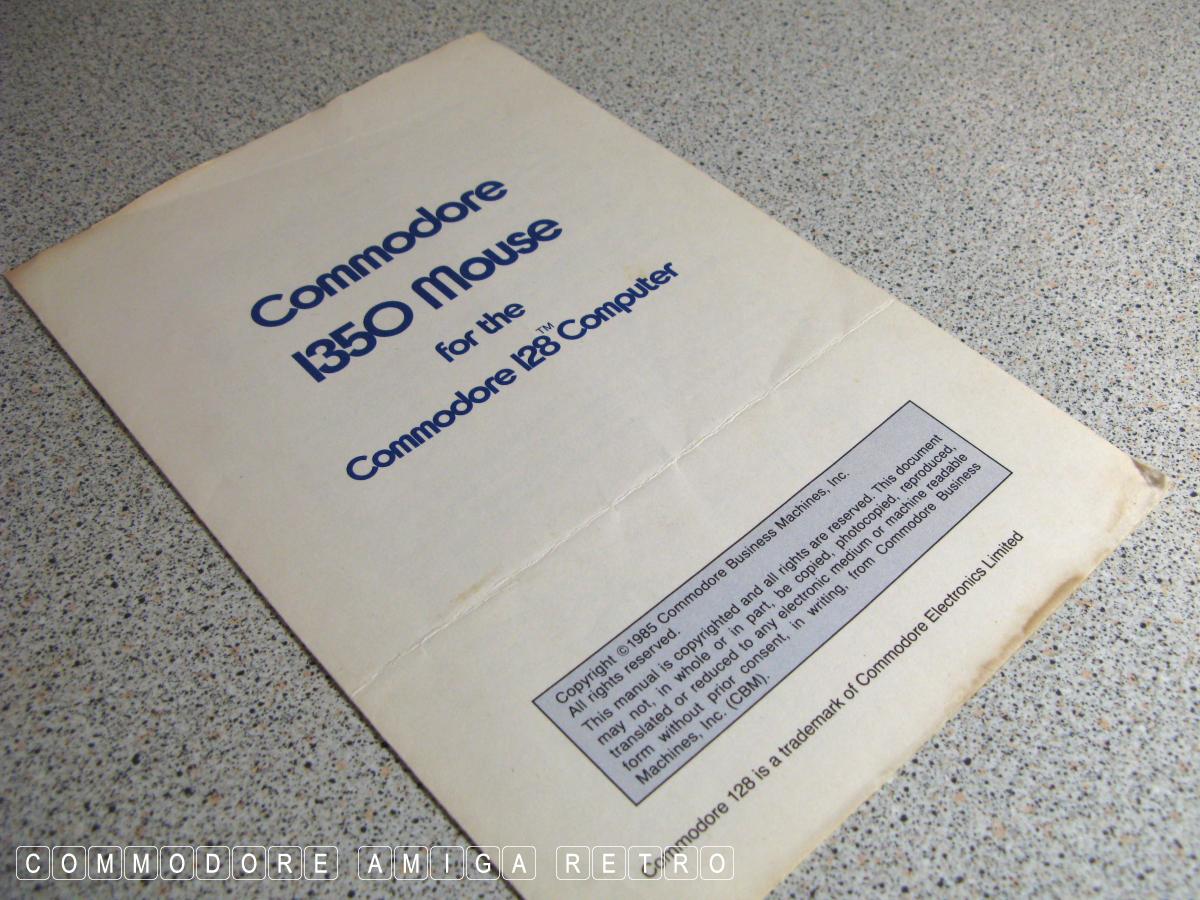 Commodore
1350 Mouse
for the
Commodore 128™ Computer
Copyright ©1985 Commodore Business Machines, Inc.
All rights reserved.
This manual is copyrighted and all rights are reserved. This document
may not, in whole or in part, be copied, photocopied, reproduced,
translated or reduced to any electronic medium or machine readable
form without prior consent, in writing, from Commodore Business
Machines, Inc. (CBM).
Commodore 128 is a trademark of Commodore Electronics Limited
COMMODORE AMIGA RETRO